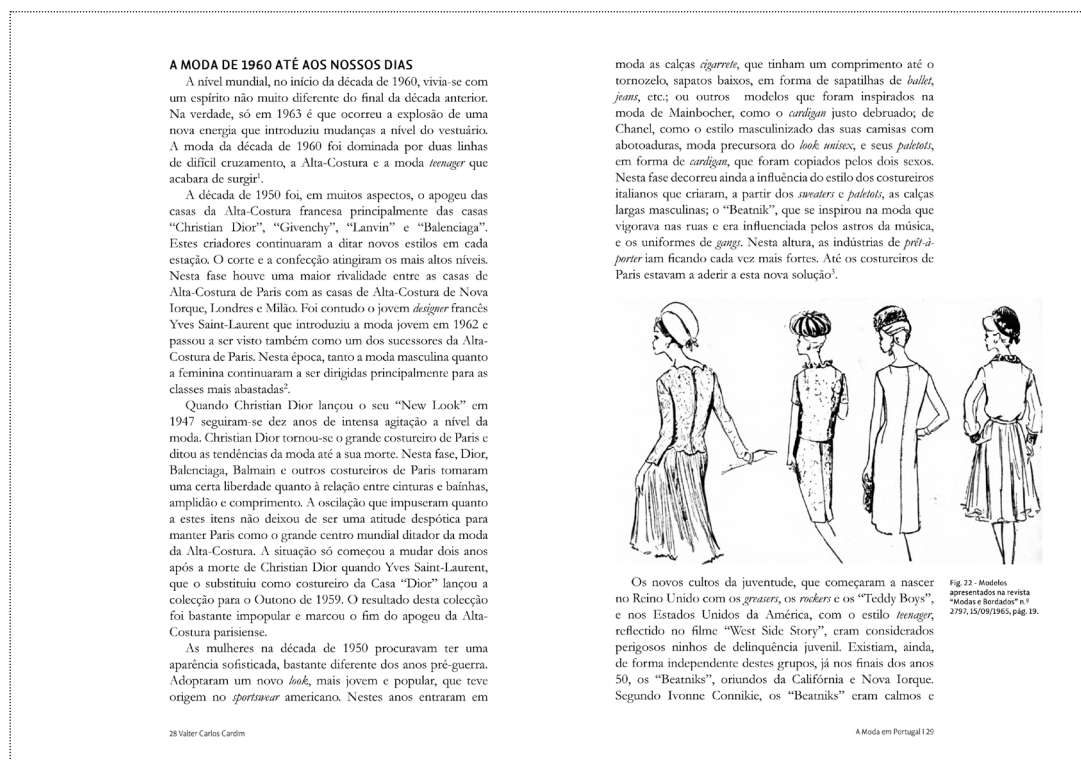 A MODA DE 1960 ATÉ AOS NOSSOS DIAS
A nível mundial, no início da década de 1960, vivia-se com
um espírito não muito diferente do final da década anterior.
Na verdade, só em 1963 é que ocorreu a explosão de uma
nova energia que introduziu mudanças a nível do vestuário.
A moda da década de 1960 foi dominada por duas linhas
de difícil cruzamento, a Alta-Costura e a moda teenager que
acabara de surgir¹.
A década de 1950 foi, em muitos aspectos, o apogeu das
casas da Alta-Costura francesa principalmente das casas
“Christian Dior”, “Givenchy”, “Lanvin” e “Balenciaga”.
Estes criadores continuaram a ditar novos estilos em cada
estação. O corte e a confecção atingiram os mais altos níveis.
Nesta fase houve uma maior rivalidade entre as casas de
Alta-Costura de Paris com as casas de Alta-Costura de Nova
Iorque, Londres e Milão. Foi contudo o jovem designer francês
Yves Saint-Laurent que introduziu a moda jovem em 1962 e
passou a ser visto também como um dos sucessores da Alta-
Costura de Paris. Nesta época, tanto a moda masculina quanto
a feminina continuaram a ser dirigidas principalmente para as
classes mais abastadas².
Quando Christian Dior lançou o seu “New Look” em
1947 seguiram-se dez anos de intensa agitação a nível da
moda. Christian Dior tornou-se o grande costureiro de Paris e
ditou as tendências da moda até a sua morte. Nesta fase, Dior,
Balenciaga, Balmain e outros costureiros de Paris tomaram
uma certa liberdade quanto à relação entre cinturas e baínhas,
amplidão e comprimento. A oscilação que impuseram quanto
a estes itens não deixou de ser uma atitude despótica para
manter Paris como o grande centro mundial ditador da moda
da Alta-Costura. A situação só começou a mudar dois anos
após a morte de Christian Dior quando Yves Saint-Laurent,
que o substituiu como costureiro da Casa “Dior” lançou a
colecção para o Outono de 1959. O resultado desta colecção
foi bastante impopular e marcou o fim do apogeu da Alta-
Costura parisiense.
As mulheres na década de 1950 procuravam ter uma
aparência sofisticada, bastante diferente dos anos pré-guerra.
Adoptaram um novo look, mais jovem e popular, que teve
origem no sportswear americano. Nestes anos entraram em
28 Valter Carlos Cardim
moda as calças cigarrete, que tinham um comprimento até o
tornozelo, sapatos baixos, em forma de sapatilhas de ballet,
jeans, etc.; ou outros modelos que foram inspirados na
moda de Mainbocher, como o cardigan justo debruado; de
Chanel, como o estilo masculinizado das suas camisas com
abotoaduras, moda precursora do look unisex, e seus paletots,
em forma de cardigan, que foram copiados pelos dois sexos.
Nesta fase decorreu ainda a influência do estilo dos costureiros
italianos que criaram, a partir dos sweaters e paletots, as calças
largas masculinas; o “Beatnik”, que se inspirou na moda que
vigorava nas ruas e era influenciada pelos astros da música,
e os uniformes de gangs. Nesta altura, as indústrias de prêt-à-
porter iam ficando cada vez mais fortes. Até os costureiros de
Paris estavam a aderir a esta nova solução³.
Os novos cultos da juventude, que começaram a nascer
no Reino Unido com os greasers, os rockers e os “Teddy Boys”,
e nos Estados Unidos da América, com o estilo teenager,
reflectido no filme “West Side Story”, eram considerados
perigosos ninhos de delinquência juvenil. Existiam, ainda,
de forma independente destes grupos, já nos finais dos anos
50, os “Beatniks”, oriundos da Califórnia e Nova Iorque.
Segundo Ivonne Connikie, os “Beatniks” eram calmos e
Fig. 22 - Modelos
apresentados na revista
“Modas e Bordados” n.º
2797, 15/09/1965, pág. 19.
A Moda em Portugal I 29